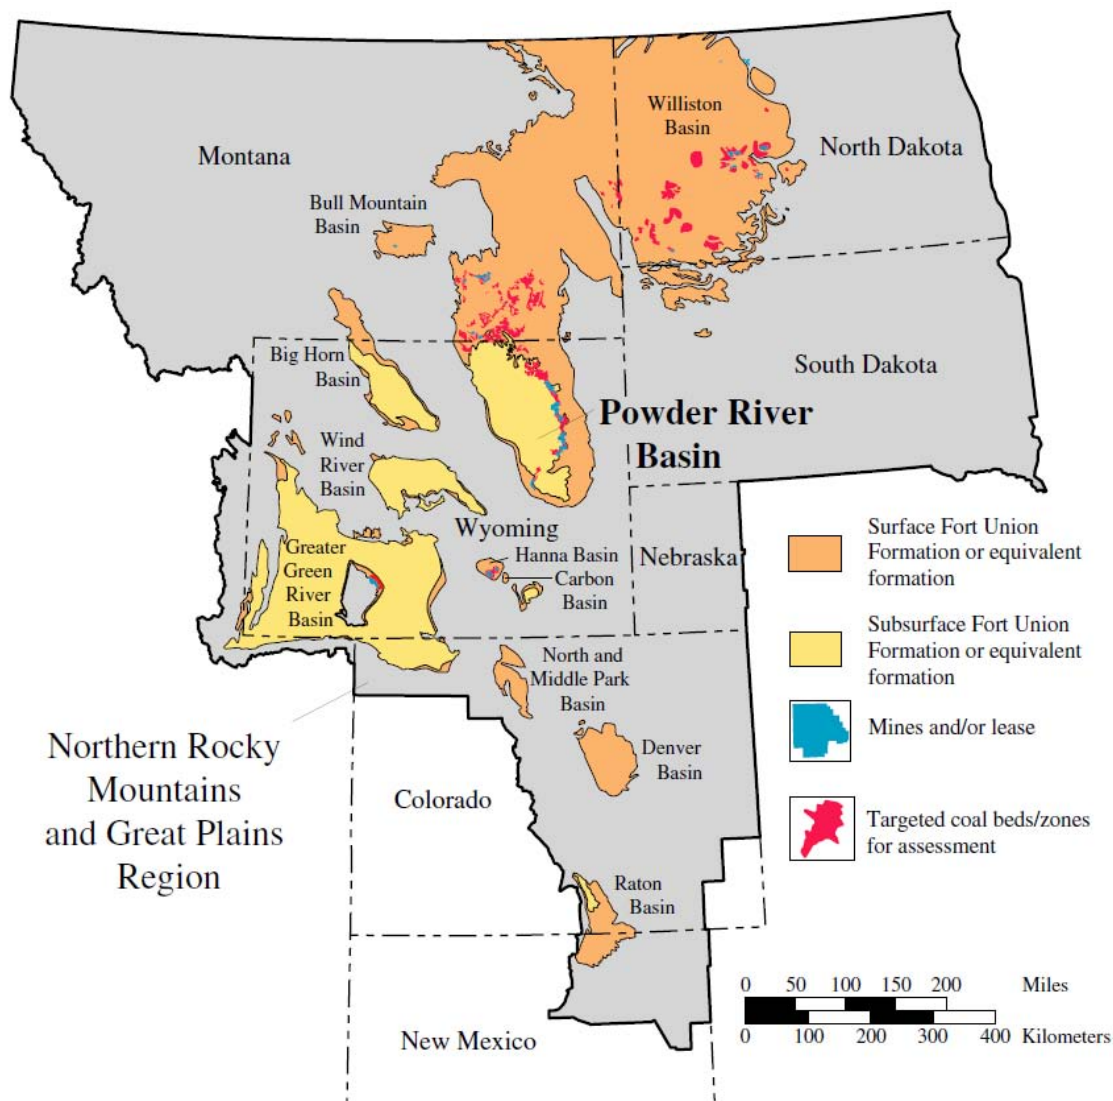 Williston
Basin
North Dakota
Montana
Bull Mountain
Basin
South Dakota
Big Horn
Basin
Powder River
Basin
Wind
River
Basin
Wyoming
Hanna Basin
Carbon
Basin
Nebraska
Greater
Green
River
Basin
North and
Middle Park
Basin
Denver
Basin
Colorado
Raton
Basin
New Mexico
Northern Rocky
Mountains
and Great Plains
Region
Surface Fort Union
Formation or equivalent
formation
Subsurface Fort Union
Formation or equivalent
formation
Mines and/or lease
Targeted coal beds/zones
for assessment
0 50 100 150 200 Miles
0 100 200 300 400 Kilometers